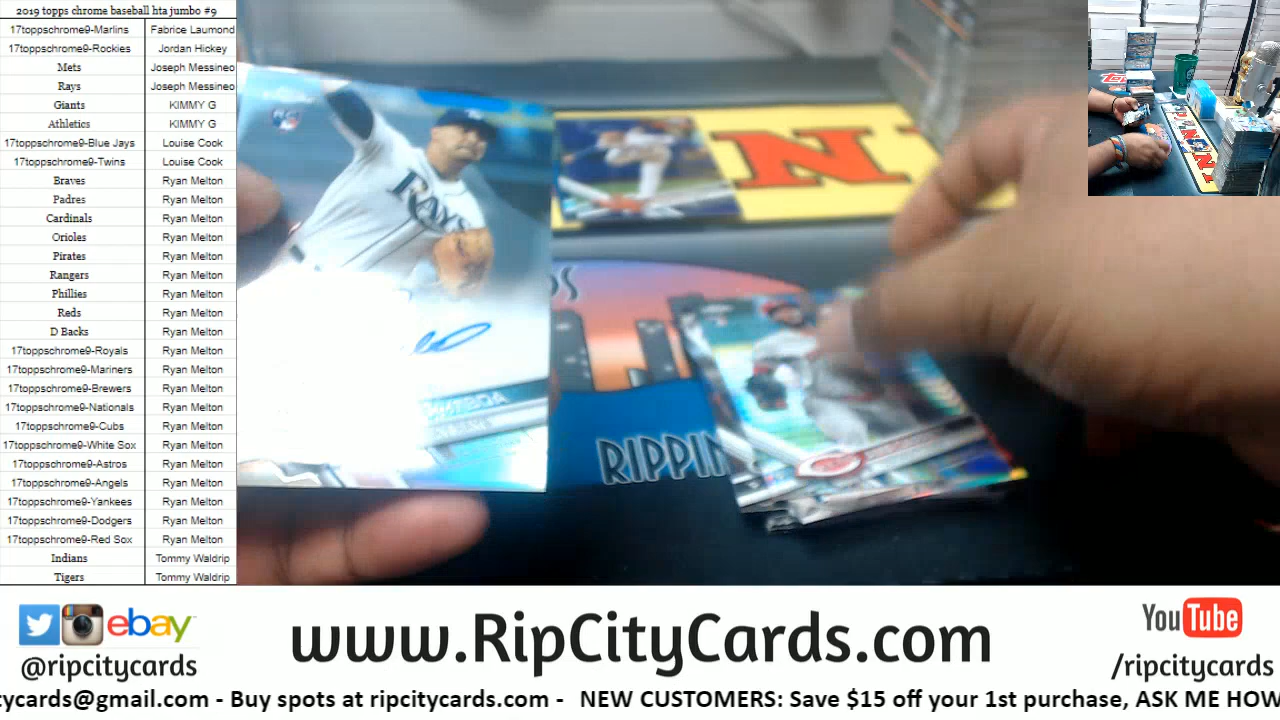 2019 topps chrome baseball hta jumbo #9
17toppschrome9-Marlins Fabrice Laumond
17toppschrome9-Rockies Jordan Hickey
Mets Joseph Messineo
Rays Joseph Messineo
Giants KIMMY G
Athletics KIMMY G
17toppschrome9-Blue Jays Louise Cook
17toppschrome9-Twins Louise Cook
Braves Ryan Melton
Padres Ryan Melton
Cardinals Ryan Melton
Orioles Ryan Melton
Pirates Ryan Melton
Rangers Ryan Melton
Phillies Ryan Melton
Reds Ryan Melton
D Backs Ryan Melton
17toppschrome9-Royals Ryan Melton
17toppschrome9-Mariners Ryan Melton
17toppschrome9-Brewers Ryan Melton
17toppschrome9-Nationals Ryan Melton
17toppschrome9-Cubs Ryan Melton
17toppschrome9-White Sox Ryan Melton
17toppschrome9-Astros Ryan Melton
17toppschrome9-Angels Ryan Melton
17toppschrome9-Yankees Ryan Melton
17toppschrome9-Dodgers Ryan Melton
17toppschrome9-Red Sox Ryan Melton
Indians Tommy Waldrip
Tigers Tommy Waldrip
RAYS
N
RIPPIN
ebay
@ripcitycards
www.RipCityCards.com
YouTube
/ripcitycards
tycards@gmail.com - Buy spots at ripcitycards.com - NEW CUSTOMERS: Save $15 off your 1st purchase, ASK ME HOW